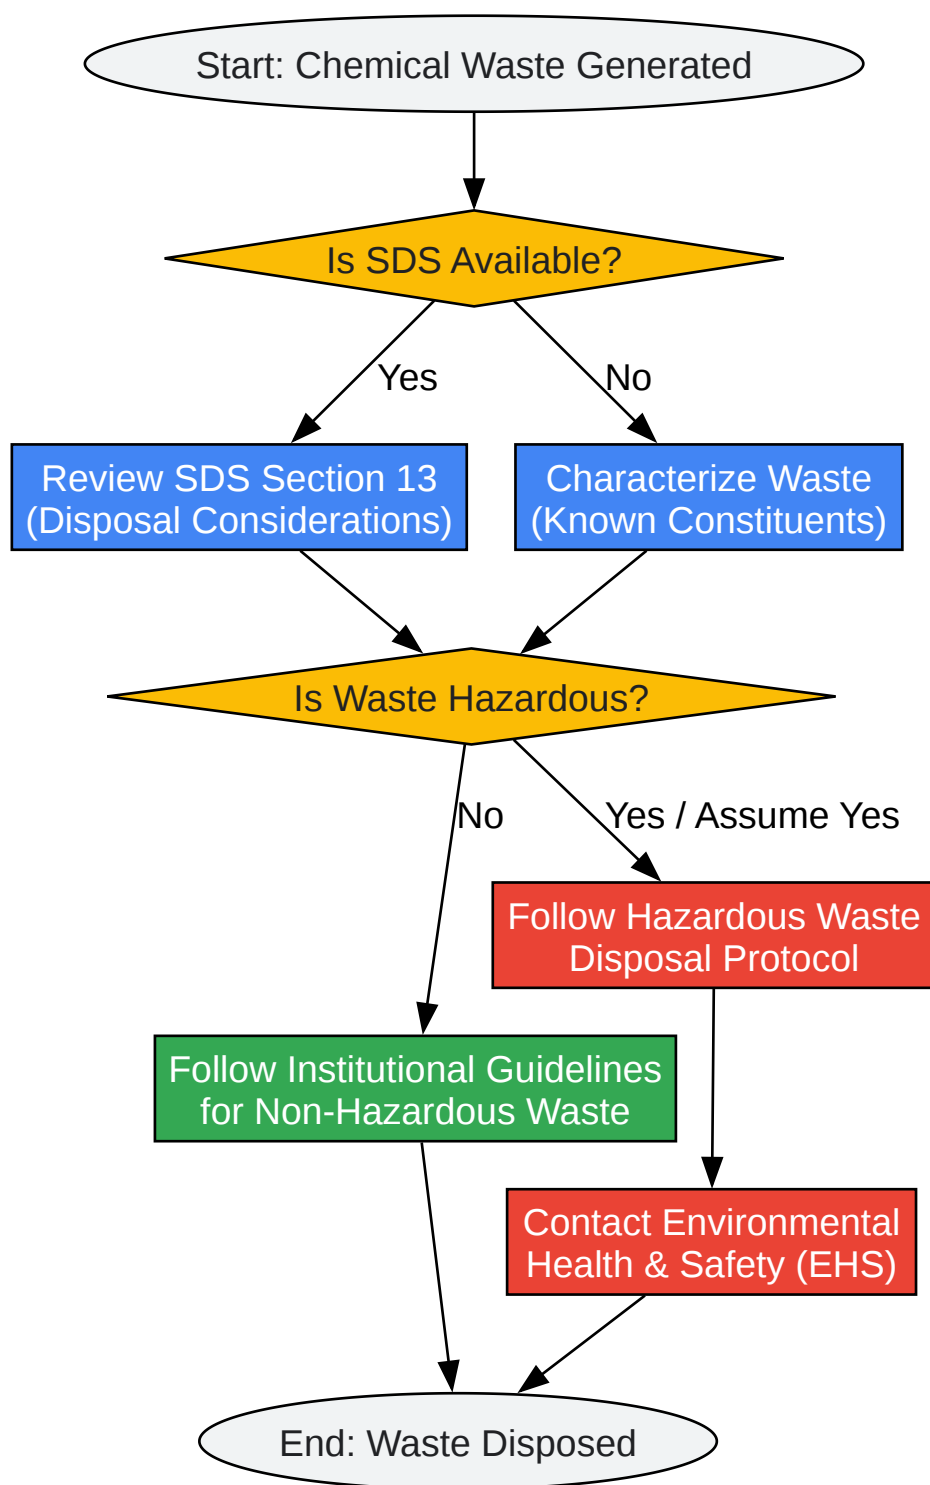 Start: Chemical Waste Generated
Is SDS Available?
Yes
No
Review SDS Section 13
(Disposal Considerations)
Characterize Waste
(Known Constituents)
Is Waste Hazardous?
No
Yes / Assume Yes
Follow Hazardous Waste
Disposal Protocol
Follow Institutional Guidelines
for Non-Hazardous Waste
Contact Environmental
Health & Safety (EHS)
End: Waste Disposed